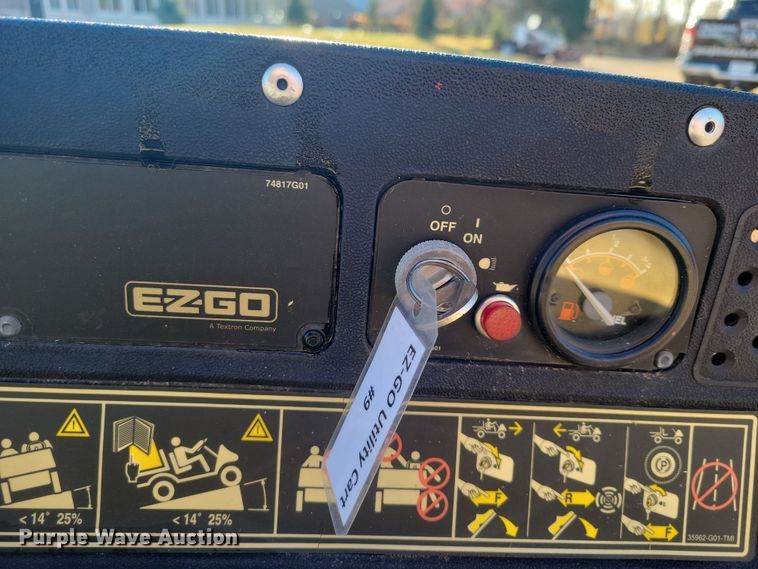 74817G01
E-Z-GO
A Textron Company
OFF
I
ON
EZ-GO Utility Cart
#9
< 14° 25%
< 14° 25%
F
R
P
F
35962-G01-TMI
Purple Wave Auction